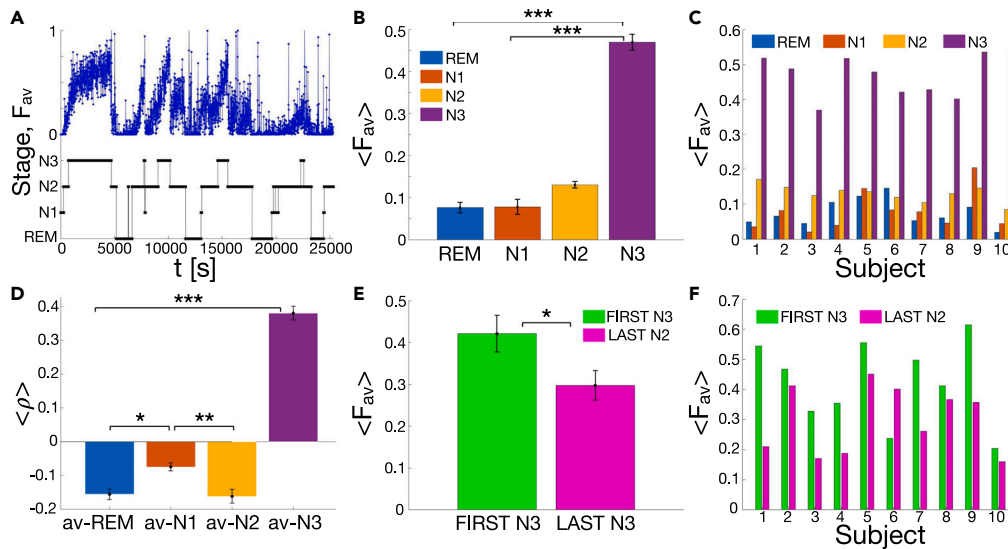 A
Stage, F_av
1
0
N3
N2
N1
REM
0
5000
10000
15000
20000
25000
t [s]
B
***
***
<F_av>
0.5
0.4
0.3
0.2
0.1
0
REM
N1
N2
N3
REM
N1
N2
N3
C
REM
N1
N2
N3
<F_av>
0.6
0.5
0.4
0.3
0.2
0.1
0
1 2 3 4 5 6 7 8 9 10
Subject
D
<ρ>
0.4
0.3
0.2
0.1
0
-0.1
-0.2
***
*
**
av-REM
av-N1
av-N2
av-N3
E
<F_av>
0.5
0.4
0.3
0.2
0.1
0
FIRST N3
LAST N2
*
FIRST N3
LAST N3
F
FIRST N3
LAST N2
<F_av>
0.7
0.6
0.5
0.4
0.3
0.2
0.1
0
1 2 3 4 5 6 7 8 9 10
Subject